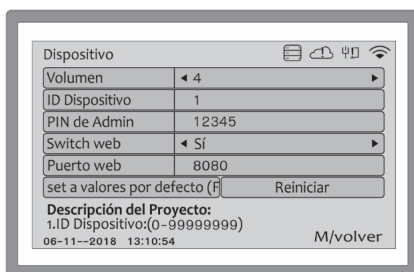 Dispositivo
Volumen 4
ID Dispositivo 1
PIN de Admin 12345
Switch web Sí
Puerto web 8080
set a valores por defecto (F Reiniciar
Descripción del Proyecto:
1.ID Dispositivo:(0-99999999)
06-11--2018 13:10:54 M/volver